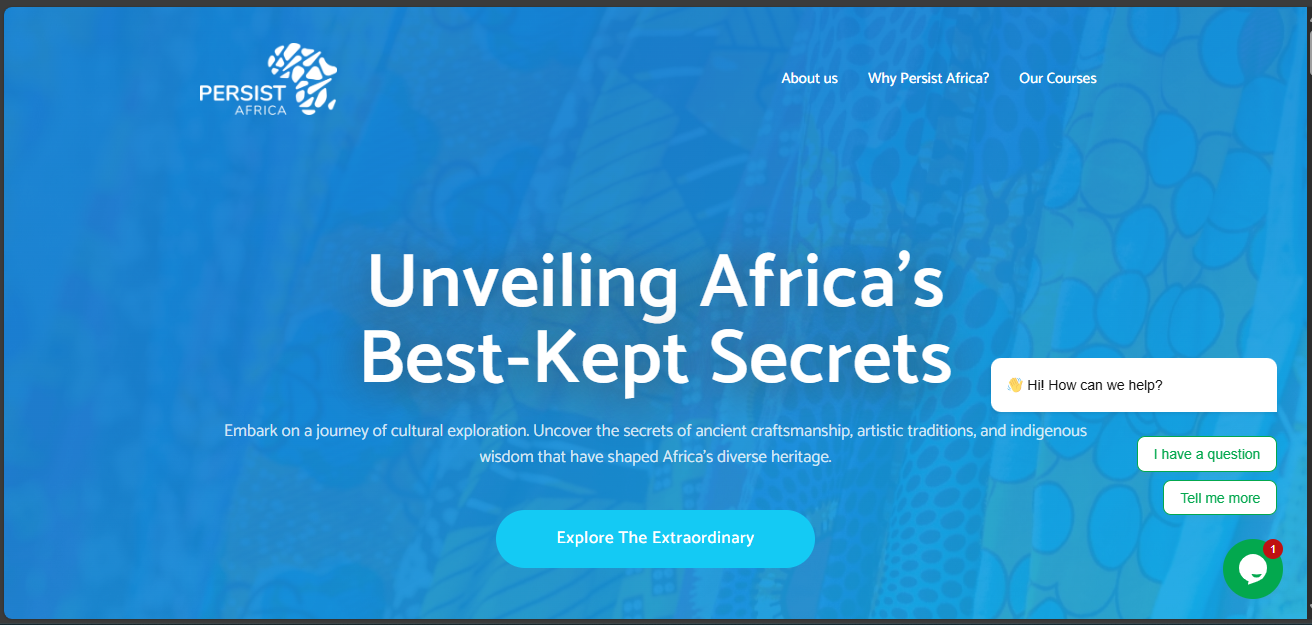 PERSIST
AFRICA
About us
Why Persist Africa?
Our Courses
Unveiling Africa’s
Best-Kept Secrets
Embark on a journey of cultural exploration. Uncover the secrets of ancient craftsmanship, artistic traditions, and indigenous
wisdom that have shaped Africa’s diverse heritage.
Explore The Extraordinary
👋 Hi! How can we help?
I have a question
Tell me more
1